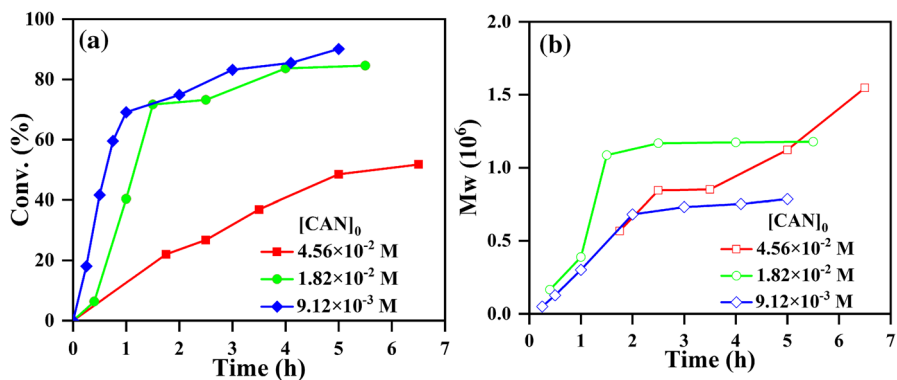 (a)
100
80
60
40
20
0
Conv. (%)
0 1 2 3 4 5 6 7
Time (h)
[CAN]₀
4.56×10⁻² M
1.82×10⁻² M
9.12×10⁻³ M
(b)
2.0
1.5
1.0
0.5
0.0
Mw (10⁶)
0 1 2 3 4 5 6 7
Time (h)
[CAN]₀
4.56×10⁻² M
1.82×10⁻² M
9.12×10⁻³ M